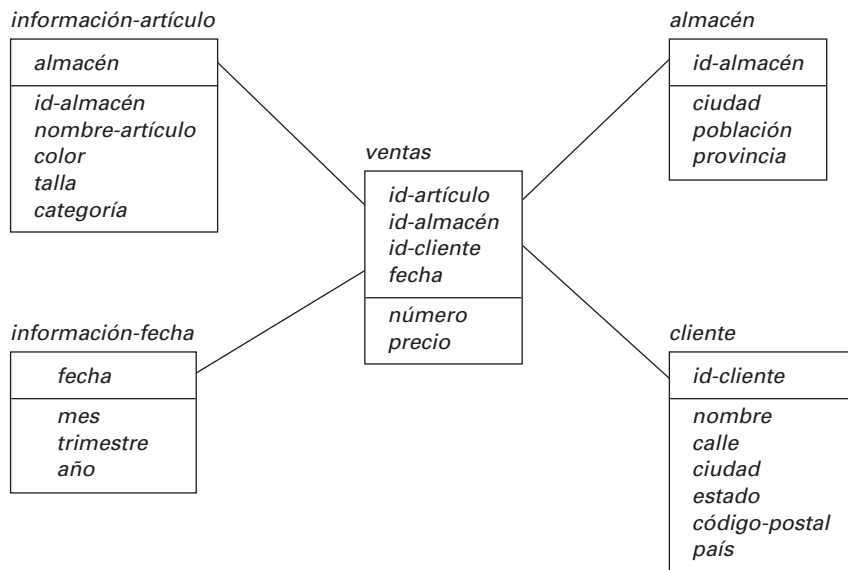 información-artículo
almacén
id-almacén
nombre-artículo
color
talla
categoría
almacén
id-almacén
ciudad
población
provincia
ventas
id-artículo
id-almacén
id-cliente
fecha
número
precio
información-fecha
fecha
mes
trimestre
año
cliente
id-cliente
nombre
calle
ciudad
estado
código-postal
país